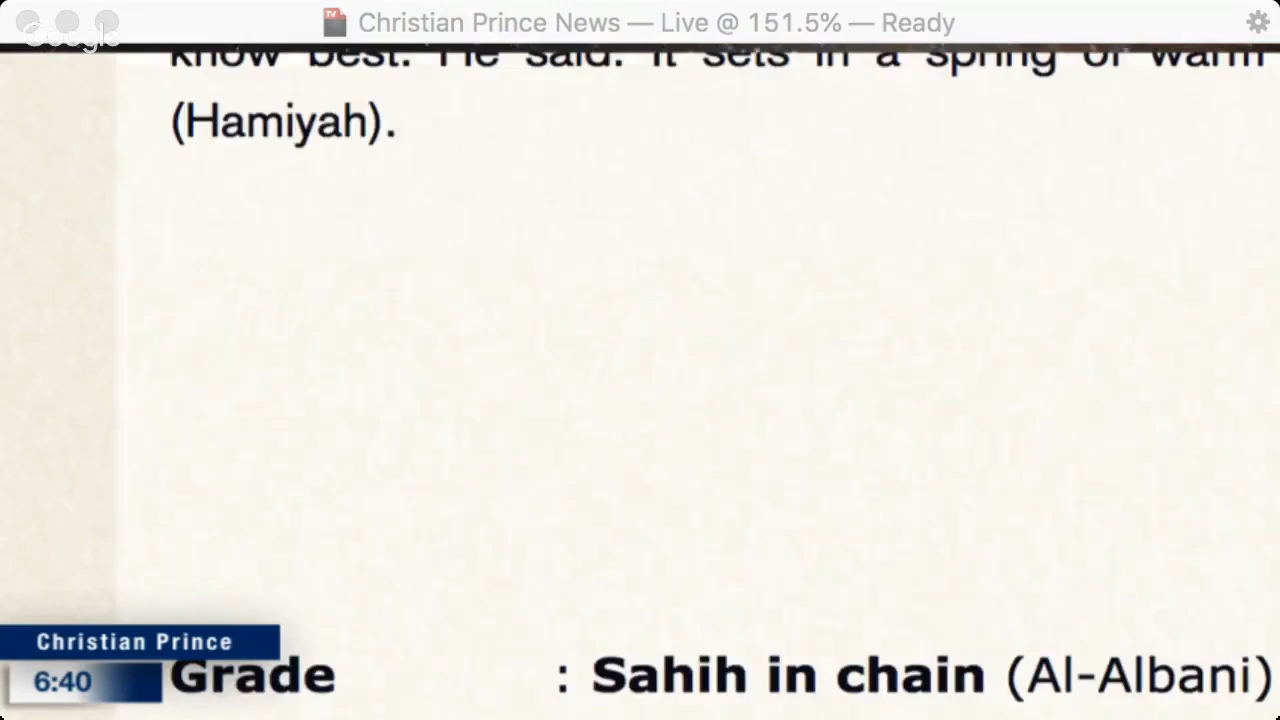 Christian Prince News — Live @ 151.5% — Ready
Google
know best. He said: It sets in a spring of warm
(Hamiyah).
Christian Prince
6:40
Grade : Sahih in chain (Al-Albani)